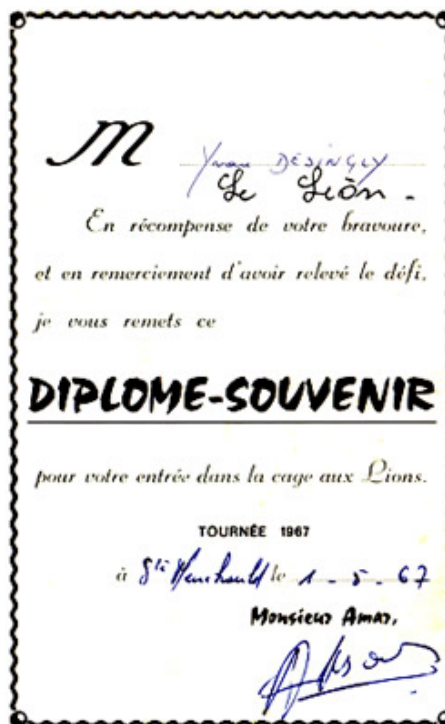 M Yvan DESINGLY
Le Liòn -
En récompense de votre bravoure,
et en remerciement d'avoir relevé le défi,
je vous remets ce
DIPLOME-SOUVENIR
pour votre entrée dans la cage aux Lions.
TOURNÉE 1967
à Ste Menehould le 1 - 5 - 67
Monsieur Amar,